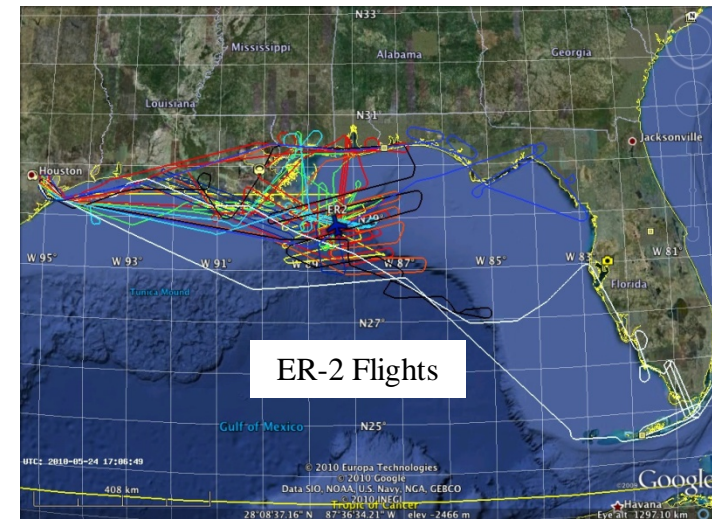 N33°
Mississippi
Alabama
Georgia
Louisiana
N31°
Jacksonville
Houston
ER2
N29°
W 95°
W 93°
W 91°
W 87°
W 85°
W 81°
Tunica Mound
Florida
N27°
ER-2 Flights
Gulf of Mexico
N25°
UTC: 2010-05-24 17:06:49
© 2010 Europa Technologies
© 2010 Google
Data SIO, NOAA, U.S. Navy, NGA, GEBCO
© 2010 INEGI
Google
408 km
Tropic of Cancer
Havana
28°08'37.16" N 87°36'34.21" W elev -2466 m
Eye alt 1297.10 km